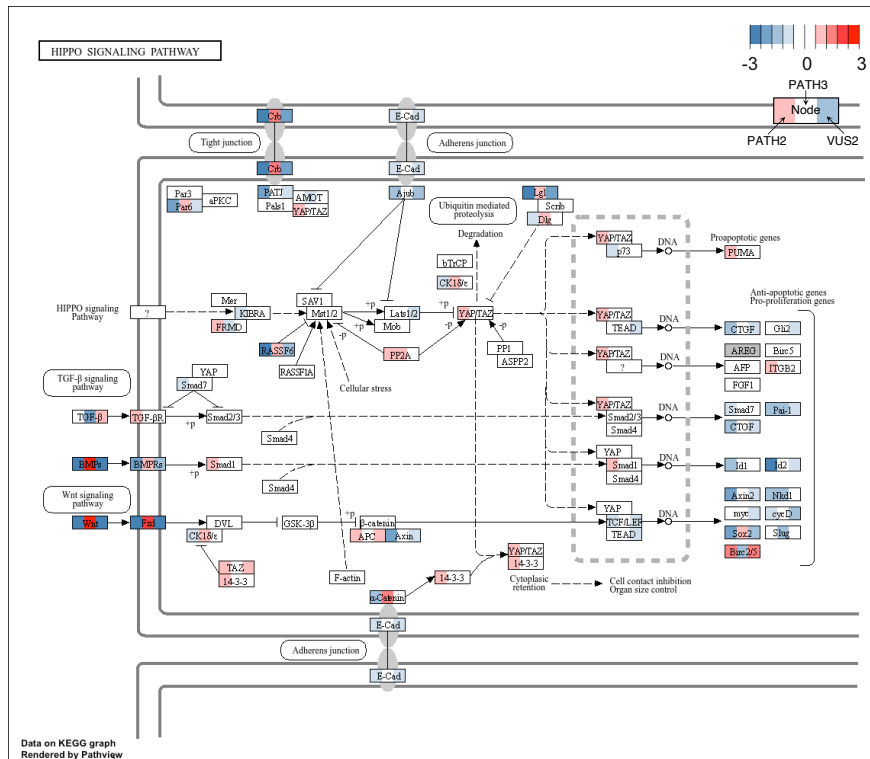 HIPPO SIGNALING PATHWAY
-3 0 3
PATH3
Node
PATH2 VUS2
Crb
E-Cad
Tight junction
Adherens junction
Crb
E-Cad
Par3
aPKC
Par6
PATJ
AMOT
Pals1
YAP/TAZ
Ajub
Ubiquitin mediated
proteolysis
Lgl
Scrib
Dlg
Degradation
bTrCP
CK1δ/ε
YAP/TAZ
p73
DNA
Proapoptotic genes
PUMA
HIPPO signaling
Pathway
?
Mer
KIBRA
FRMD
SAV1
Mst1/2
+p
+p
-p
Lats1/2
Mob
+p
-p
YAP/TAZ
-p
RASSF6
RASSF1A
PP2A
PP1
ASPP2
Cellular stress
Anti-apoptotic genes
Pro-proliferation genes
YAP/TAZ
TEAD
DNA
CTGF
Gli2
YAP/TAZ
?
DNA
AREG
Birc5
AFP
ITGB2
FGF1
TGF-β signaling
pathway
YAP
Smad7
TGF-β
TGF-βR
+p
Smad2/3
Smad4
YAP/TAZ
Smad2/3
Smad4
DNA
Smad7
Pai-1
CTGF
BMPs
BMPRs
+p
Smad1
Smad4
YAP
Smad1
Smad4
DNA
Id1
Id2
Wnt signaling
pathway
Wnt
Fzd
DVL
CK1δ/ε
GSK-3β
+p
β-catenin
APC
Axin
YAP
TCF/LEF
TEAD
DNA
Axin2
Nkd1
myc
cycD
Sox2
Slug
Birc2/5
TAZ
14-3-3
F-actin
14-3-3
YAP/TAZ
14-3-3
Cytoplasic
retention
Cell contact inhibition
Organ size control
α-Catenin
E-Cad
Adherens junction
E-Cad
Data on KEGG graph
Rendered by Pathview